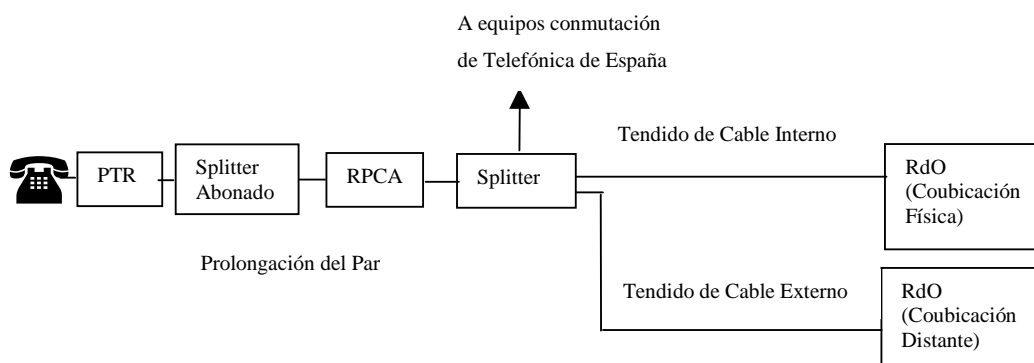 A equipos conmutación
de Telefónica de España
Tendido de Cable Interno
PTR
Splitter
Abonado
RPCA
Splitter
RdO
(Coubicación
Física)
Prolongación del Par
Tendido de Cable Externo
RdO
(Coubicación
Distante)